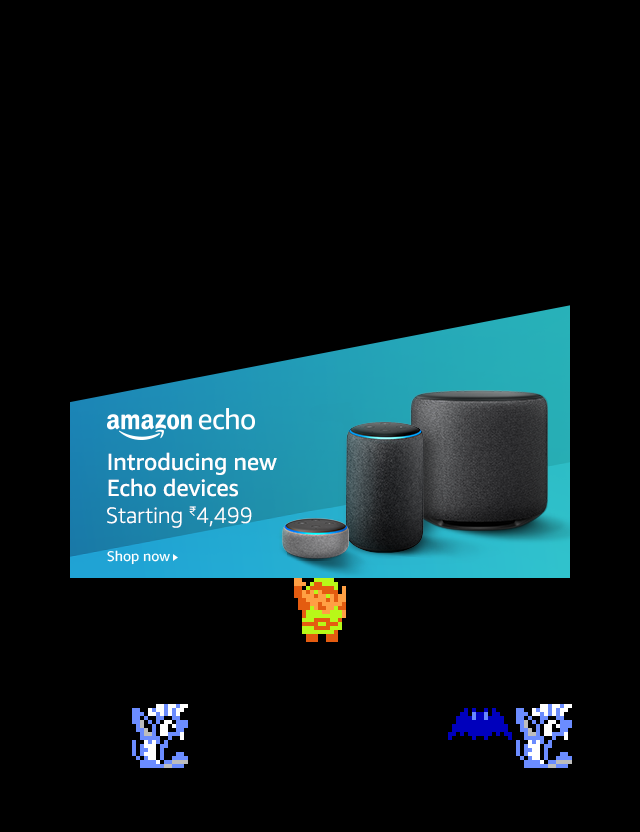 amazon echo
Introducing new
Echo devices
Starting ₹4,499
Shop now